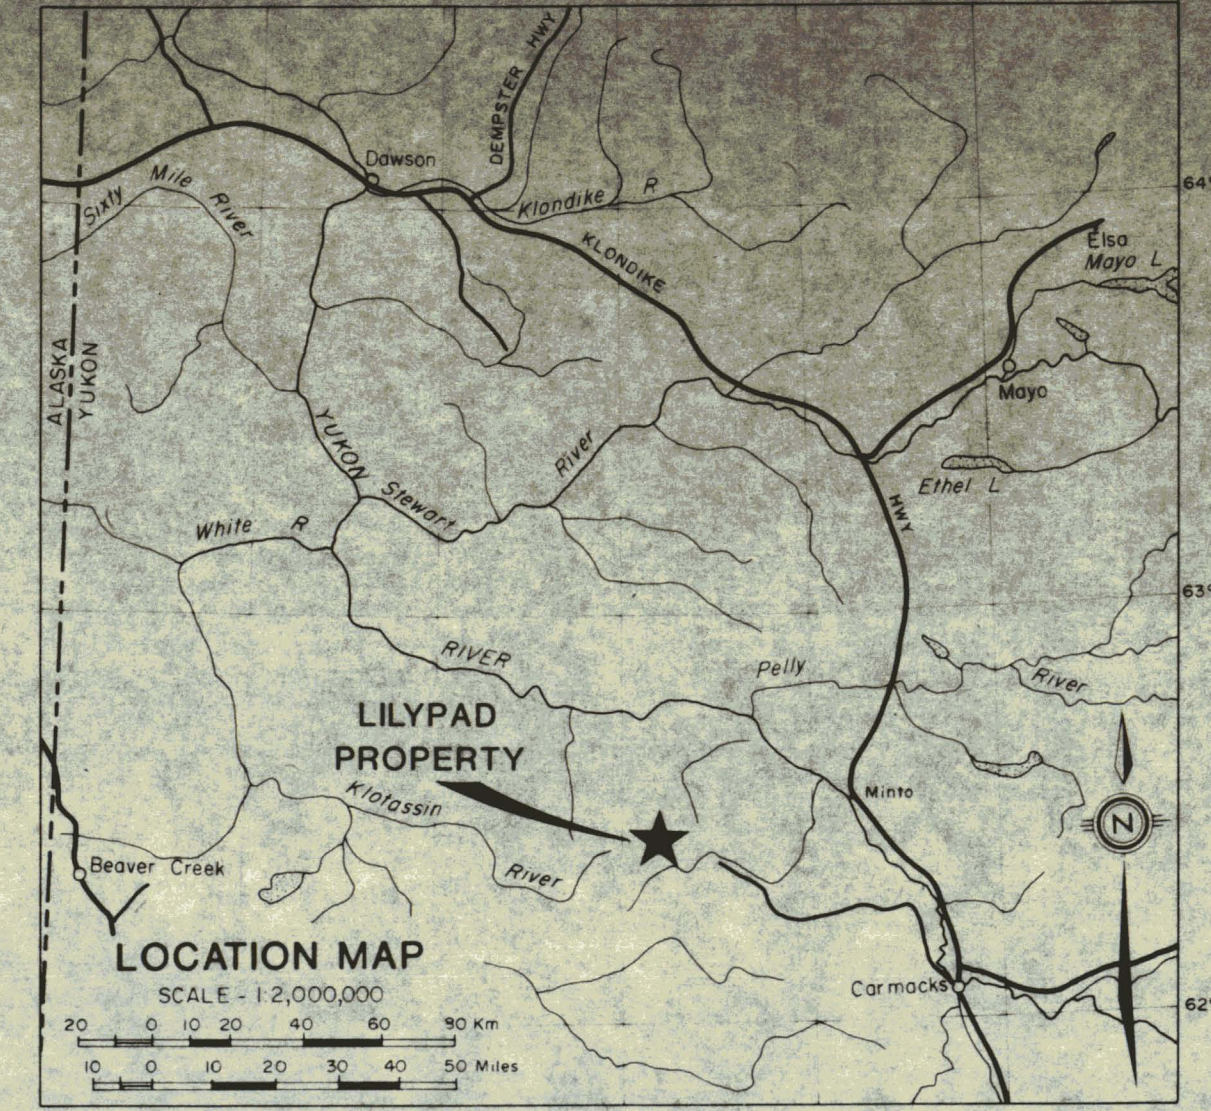 DEMPSTER HWY
Dawson
64°
Sixty Mile River
Klondike R
KLONDIKE
Elsa
Mayo L
ALASKA
YUKON
Mayo
YUKON
River
Stewart
Ethel L
HWY
White R
63°
RIVER
Pelly
River
LILYPAD
PROPERTY
Klotassin
Minto
N
Beaver Creek
River
LOCATION MAP
SCALE - 1:2,000,000
Carmacks
62°
20 0 10 20 40 60 80 Km
10 0 10 20 30 40 50 Miles